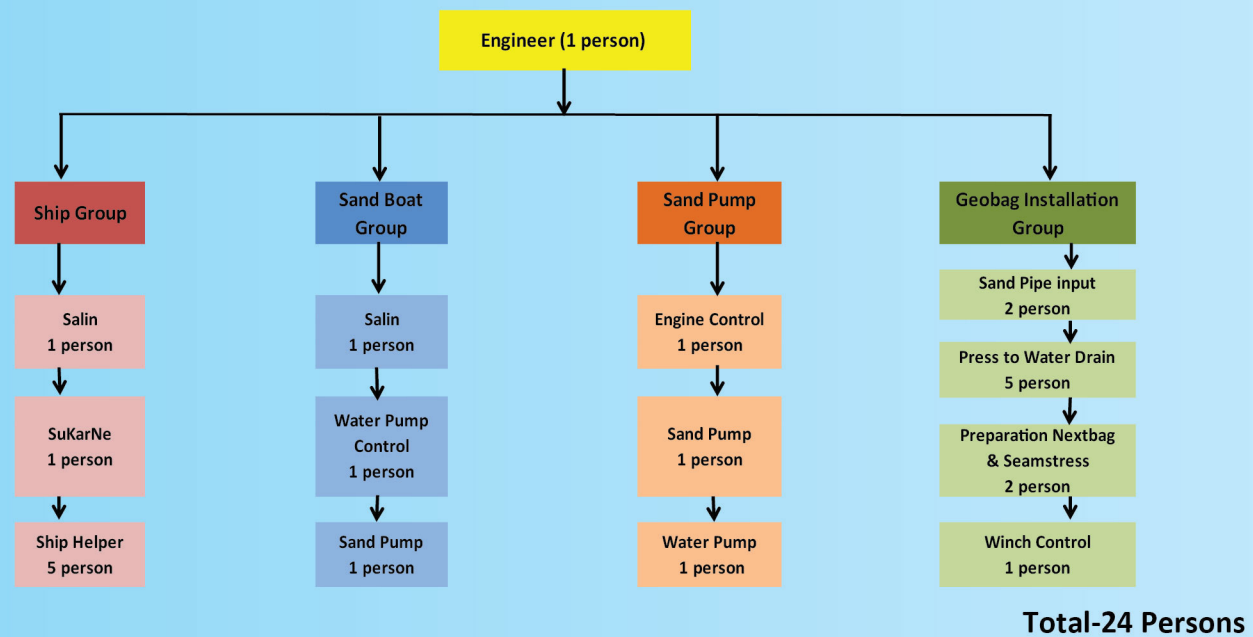 Engineer (1 person)
Ship Group
Salin
1 person
SuKarNe
1 person
Ship Helper
5 person
Sand Boat
Group
Salin
1 person
Water Pump
Control
1 person
Sand Pump
1 person
Sand Pump
Group
Engine Control
1 person
Sand Pump
1 person
Water Pump
1 person
Geobag Installation
Group
Sand Pipe input
2 person
Press to Water Drain
5 person
Preparation Nextbag
& Seamstress
2 person
Winch Control
1 person
Total-24 Persons